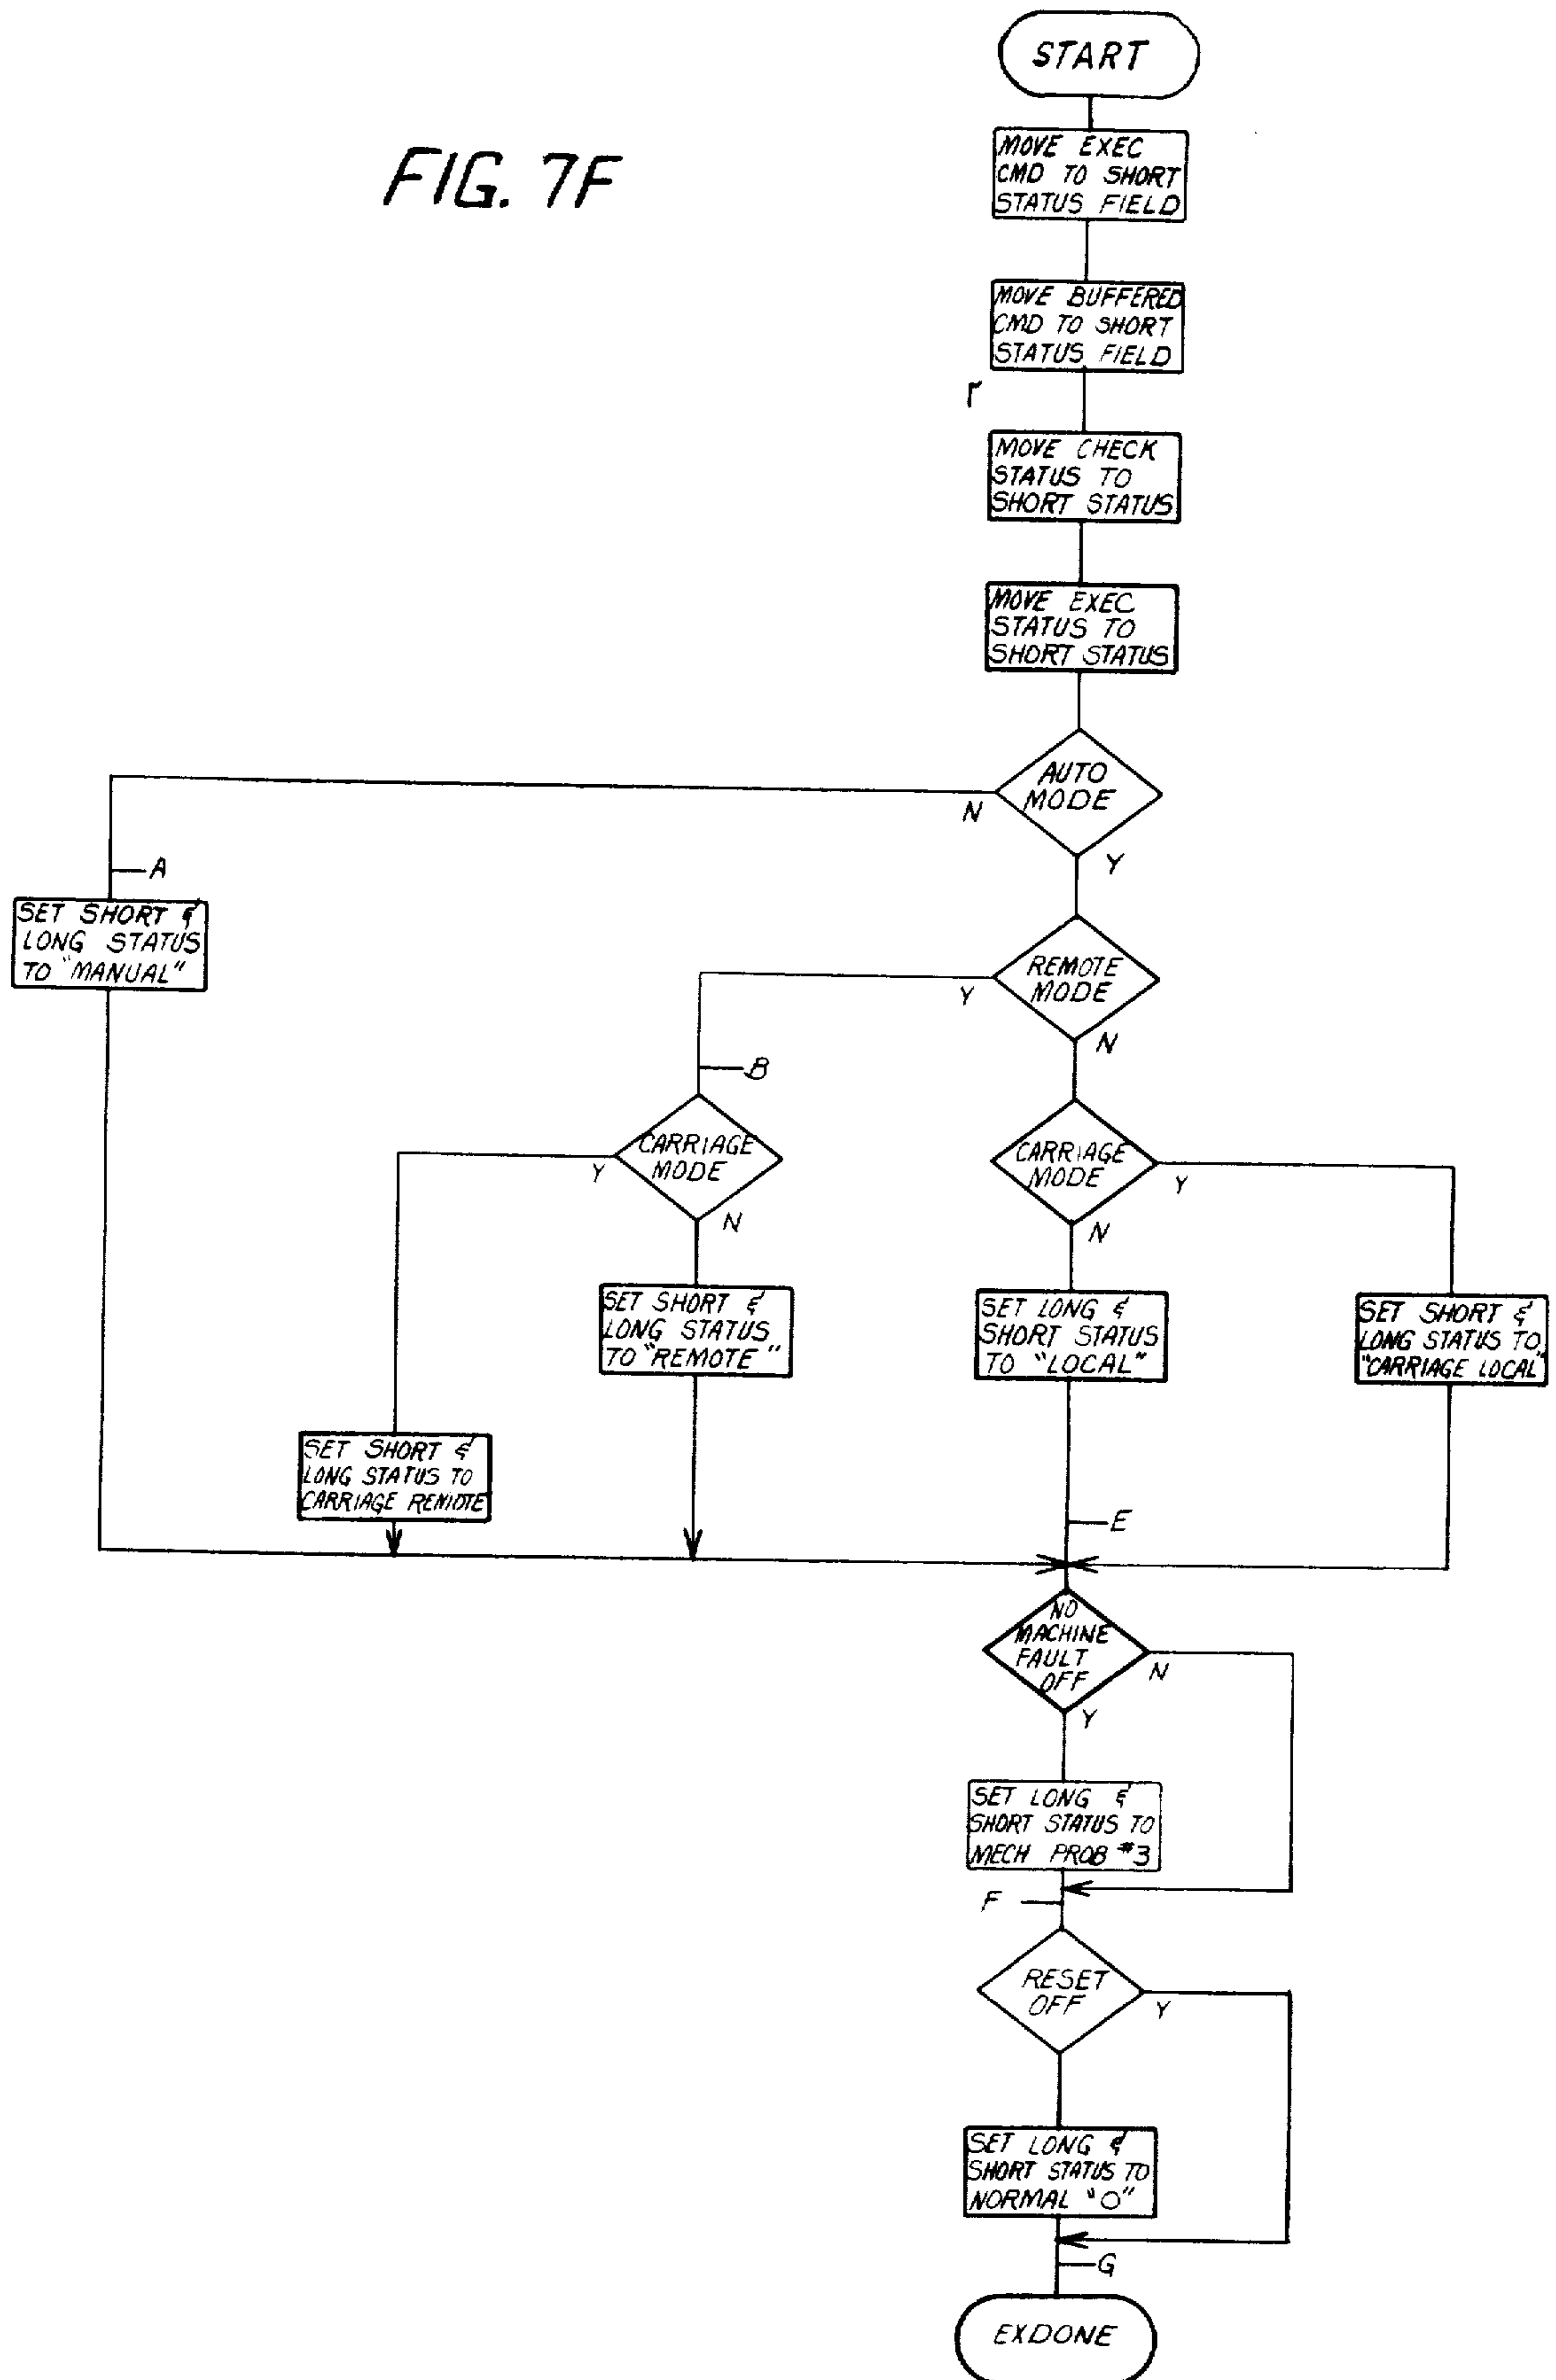 START
FIG. 7F
MOVE EXEC
CMD TO SHORT
STATUS FIELD
MOVE BUFFERED
CMD TO SHORT
STATUS FIELD
MOVE CHECK
STATUS TO
SHORT STATUS
MOVE EXEC
STATUS TO
SHORT STATUS
AUTO
MODE
N
Y
A
SET SHORT &
LONG STATUS
TO "MANUAL"
REMOTE
MODE
Y
N
B
CARRIAGE
MODE
Y
N
CARRIAGE
MODE
Y
N
SET SHORT &
LONG STATUS
TO "REMOTE"
SET LONG &
SHORT STATUS
TO "LOCAL"
SET SHORT &
LONG STATUS TO
"CARRIAGE LOCAL"
SET SHORT &
LONG STATUS TO
CARRIAGE REMOTE
E
NO
MACHINE
FAULT
OFF
N
Y
SET LONG &
SHORT STATUS TO
MECH PROB #3
F
RESET
OFF
Y
SET LONG &
SHORT STATUS TO
NORMAL "O"
G
EXDONE